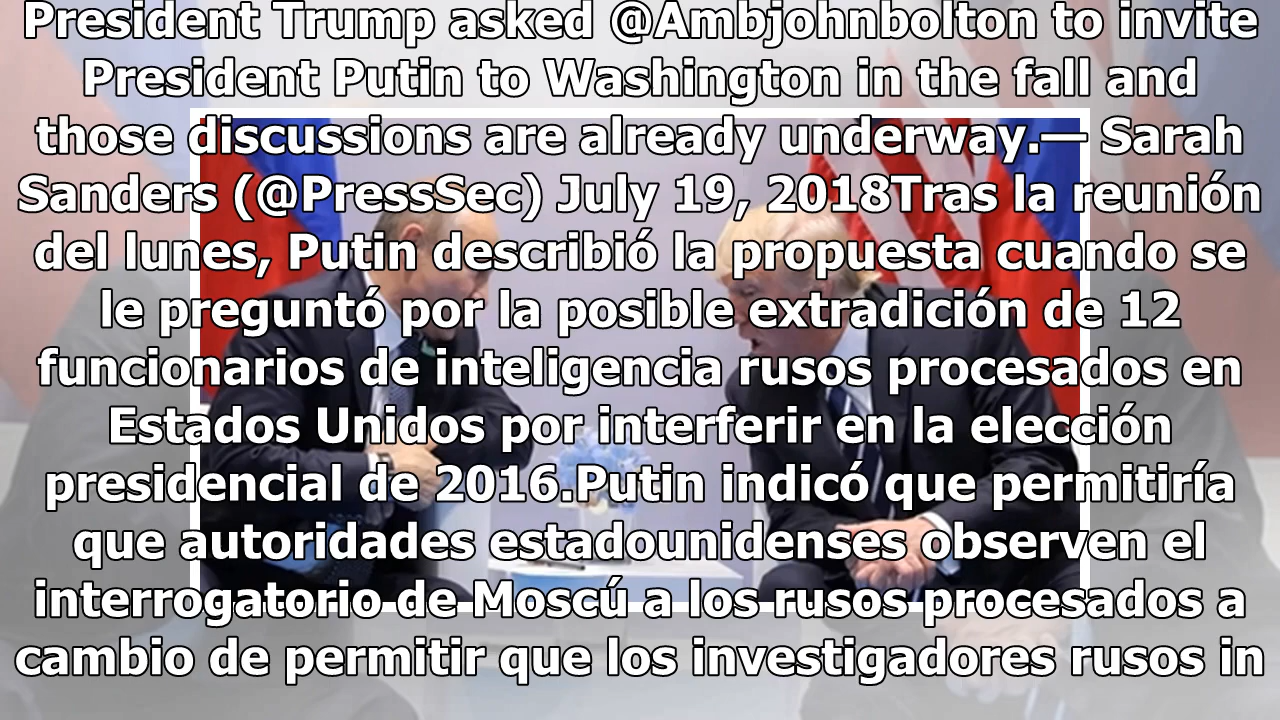 President Trump asked @Ambjohnbolton to invite
President Putin to Washington in the fall and
those discussions are already underway.— Sarah
Sanders (@PressSec) July 19, 2018Tras la reunión
del lunes, Putin describió la propuesta cuando se
le preguntó por la posible extradición de 12
funcionarios de inteligencia rusos procesados en
Estados Unidos por interferir en la elección
presidencial de 2016.Putin indicó que permitiría
que autoridades estadounidenses observen el
interrogatorio de Moscú a los rusos procesados a
cambio de permitir que los investigadores rusos in